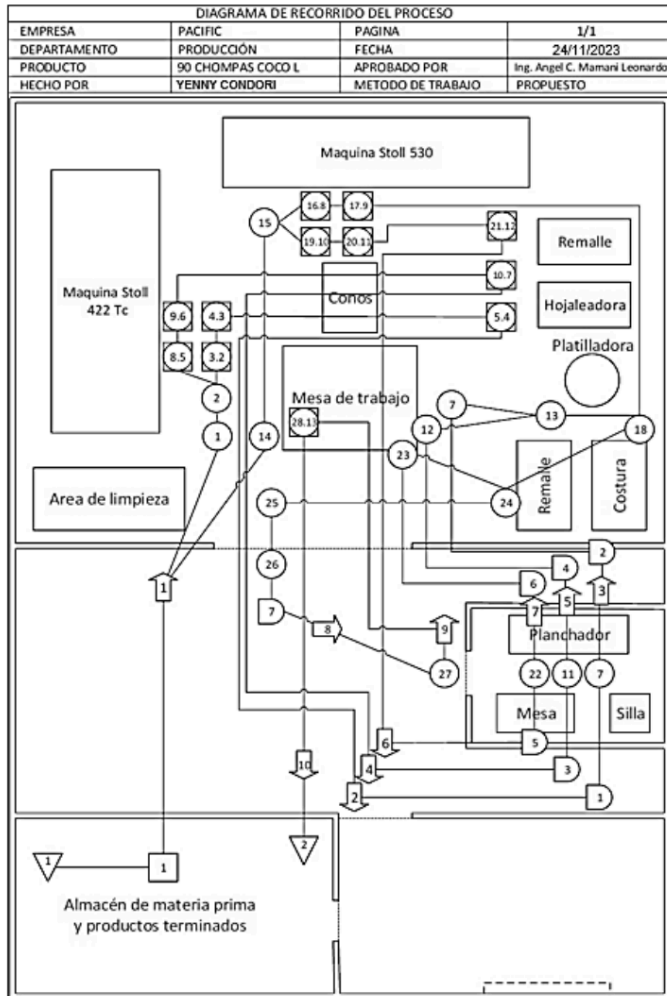 DIAGRAMA DE RECORRIDO DEL PROCESO
EMPRESA PACIFIC PAGINA 1/1
DEPARTAMENTO PRODUCCIÓN FECHA 24/11/2023
PRODUCTO 90 CHOMPAS COCO L APROBADO POR Ing. Angel C. Mamani Leonardo
HECHO POR YENNY CONDORI METODO DE TRABAJO PROPUESTO
Maquina Stoll 530
16.8 17.9
15
19.10 20.11 21.12
Remalle
Maquina Stoll
422 Tc
Conos
10.7
Hojaleadora
9.6 4.3 5.4
8.5 3.2
Platilladora
Mesa de trabajo
2
7
13
28.13
12
18
1
14
23
Remalle
Costura
Area de limpieza
25
24
2
26
4
6
1
3
5
7
7
8
9
Planchador
27
22 11 7
Mesa
Silla
6
5
10
4
3
2
1
1
1
2
Almacén de materia prima
y productos terminados